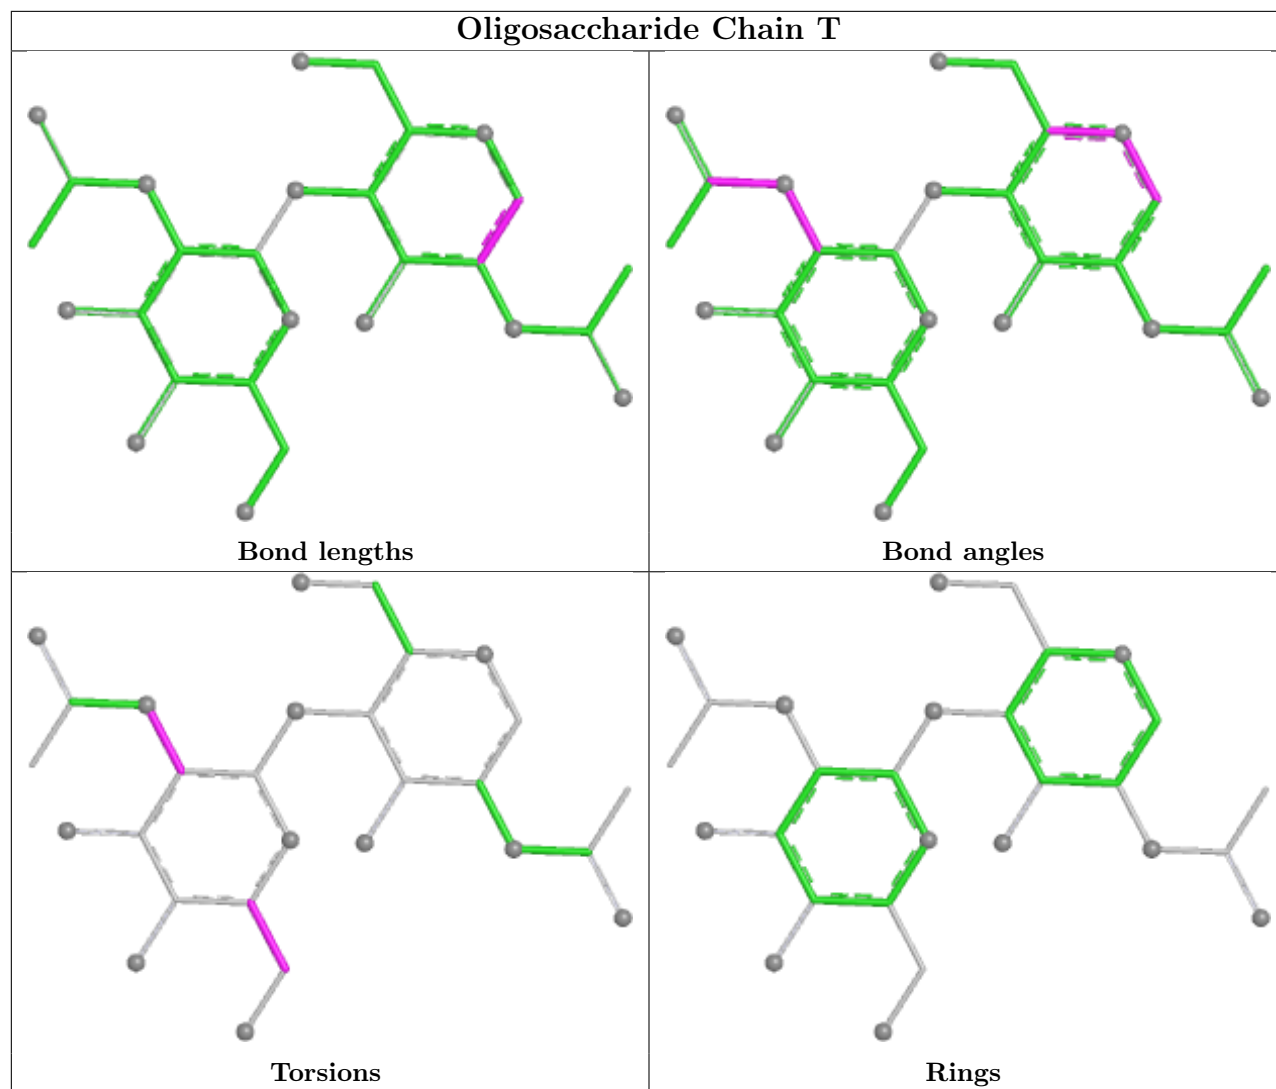 Oligosaccharide Chain T
Bond lengths
Bond angles
Torsions
Rings